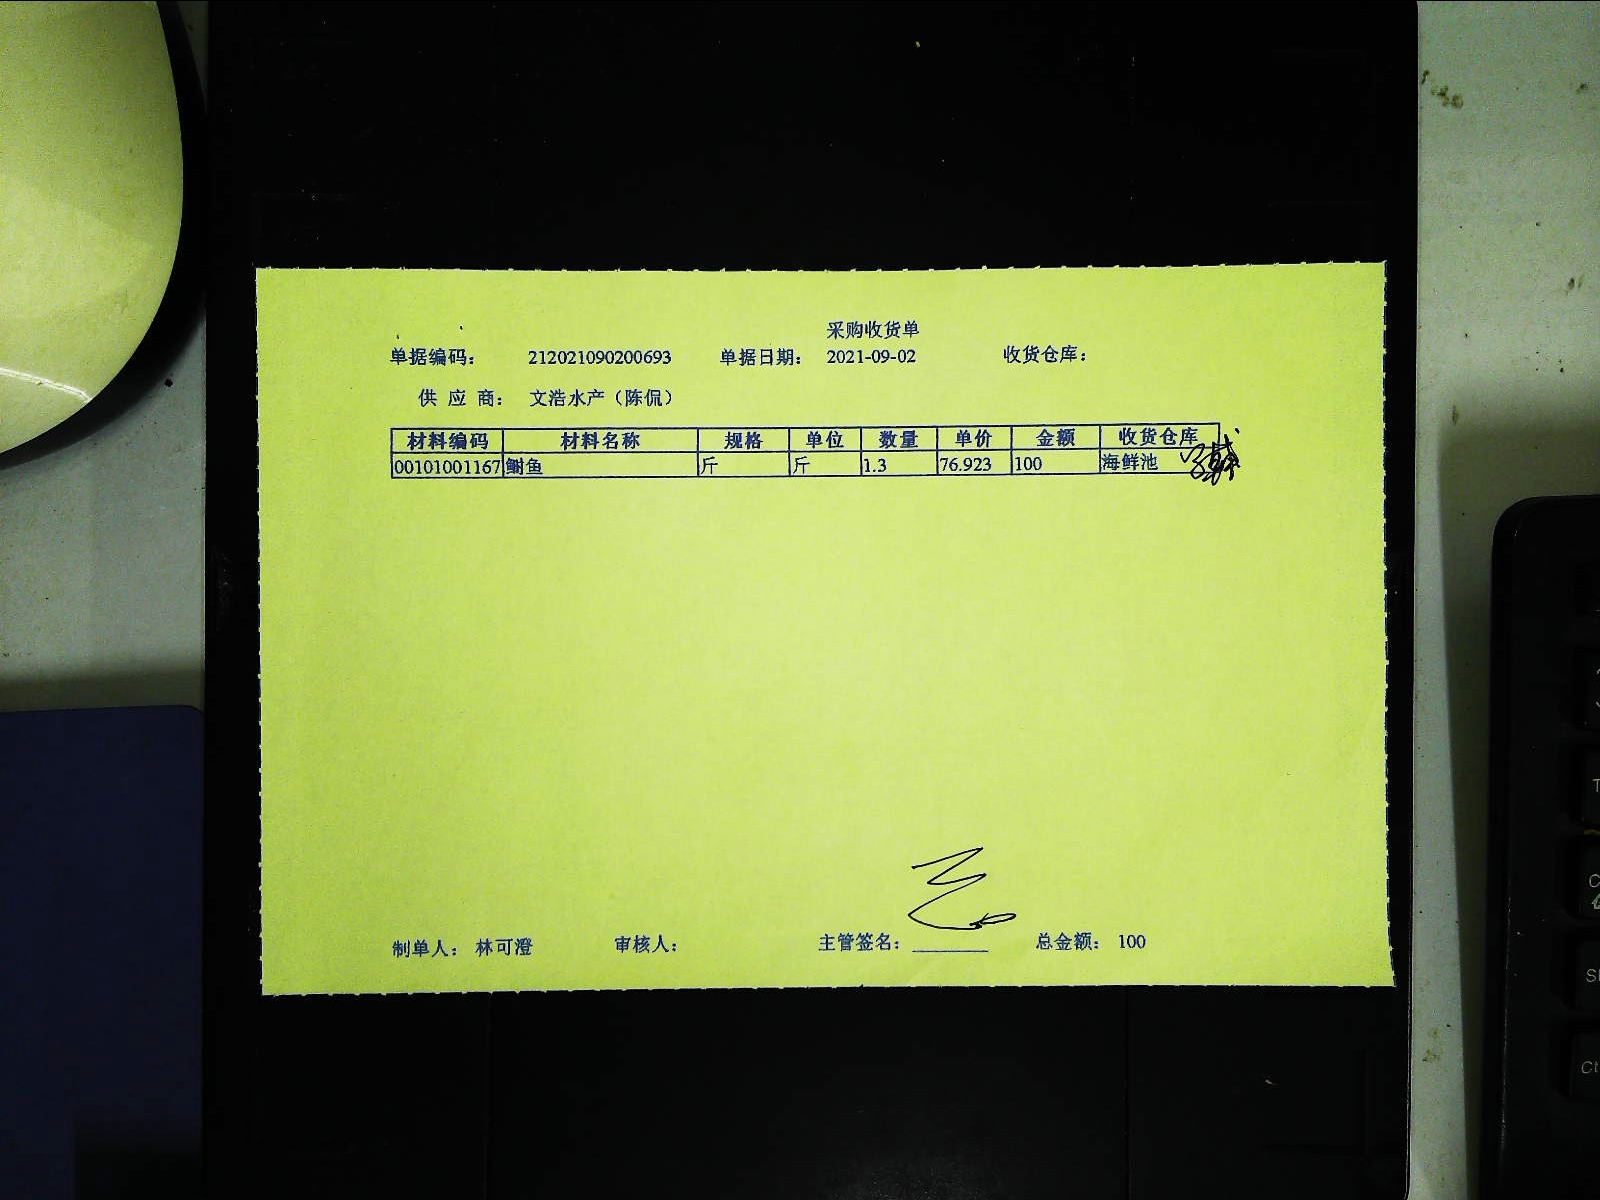 采购收货单
单据编码： 212021090200693 单据日期： 2021-09-02 收货仓库：
供 应 商： 文浩水产（陈侃）
材料编码 材料名称 规格 单位 数量 单价 金额 收货仓库
00101001167 鲥鱼 斤 斤 1.3 76.923 100 海鲜池
制单人： 林可澄 审核人： 主管签名： 总金额： 100